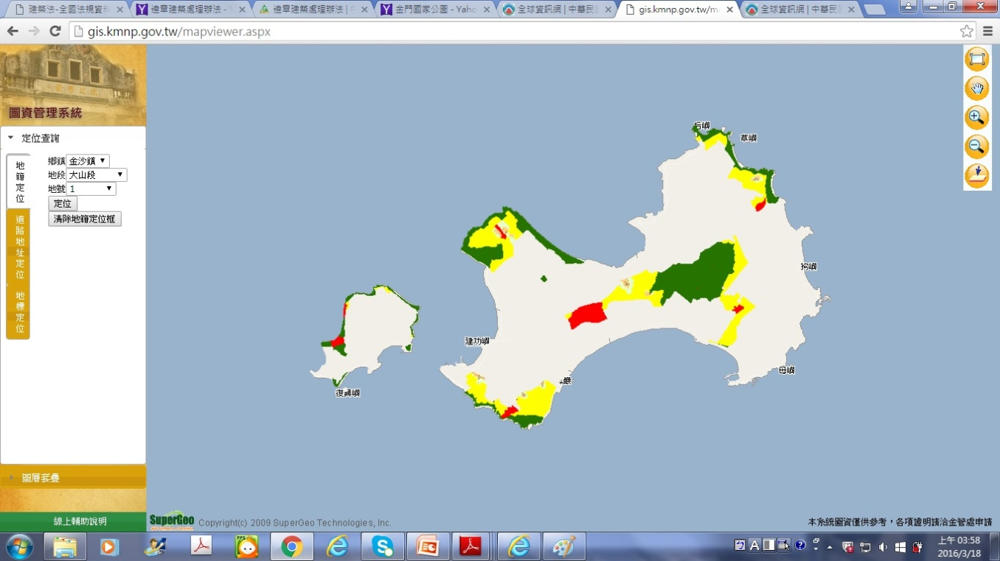 建築法-全國法規資料
違章建築處理辦法 - Y
違章建築處理辦法 | 中
金門國家公園 - Yaho
全球資訊網 | 中華民國
gis.kmnp.gov.tw/ma
全球資訊網 | 中華民國
gis.kmnp.gov.tw/mapviewer.aspx
圖資管理系統
定位查詢
地籍定位
道路地址定位
地標定位
鄉鎮 金沙鎮
地段 大山段
地號 1
定位
清除地籍定位框
圖層套疊
線上輔助說明
后嶼
草嶼
狗嶼
建功嶼
母嶼
復興嶼
SuperGeo
Copyright(c) 2009 SuperGeo Technologies, Inc.
本系統圖資僅供參考，各項證明請洽金管處申請
PPS
A
上午 03:58
2016/3/18